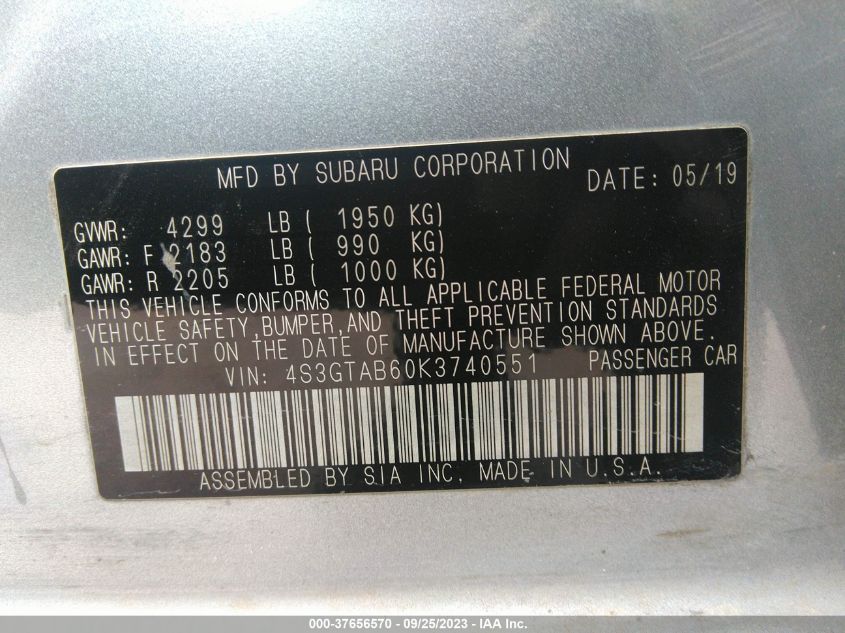 MFD BY SUBARU CORPORATION DATE: 05/19
GVWR: 4299 LB ( 1950 KG)
GAWR: F 2183 LB ( 990 KG)
GAWR: R 2205 LB ( 1000 KG)
THIS VEHICLE CONFORMS TO ALL APPLICABLE FEDERAL MOTOR
VEHICLE SAFETY, BUMPER, AND THEFT PREVENTION STANDARDS
IN EFFECT ON THE DATE OF MANUFACTURE SHOWN ABOVE.
VIN: 4S3GTAB60K3740551 PASSENGER CAR
ASSEMBLED BY SIA INC, MADE IN U.S.A.
000-37656570 - 09/25/2023 - IAA Inc.